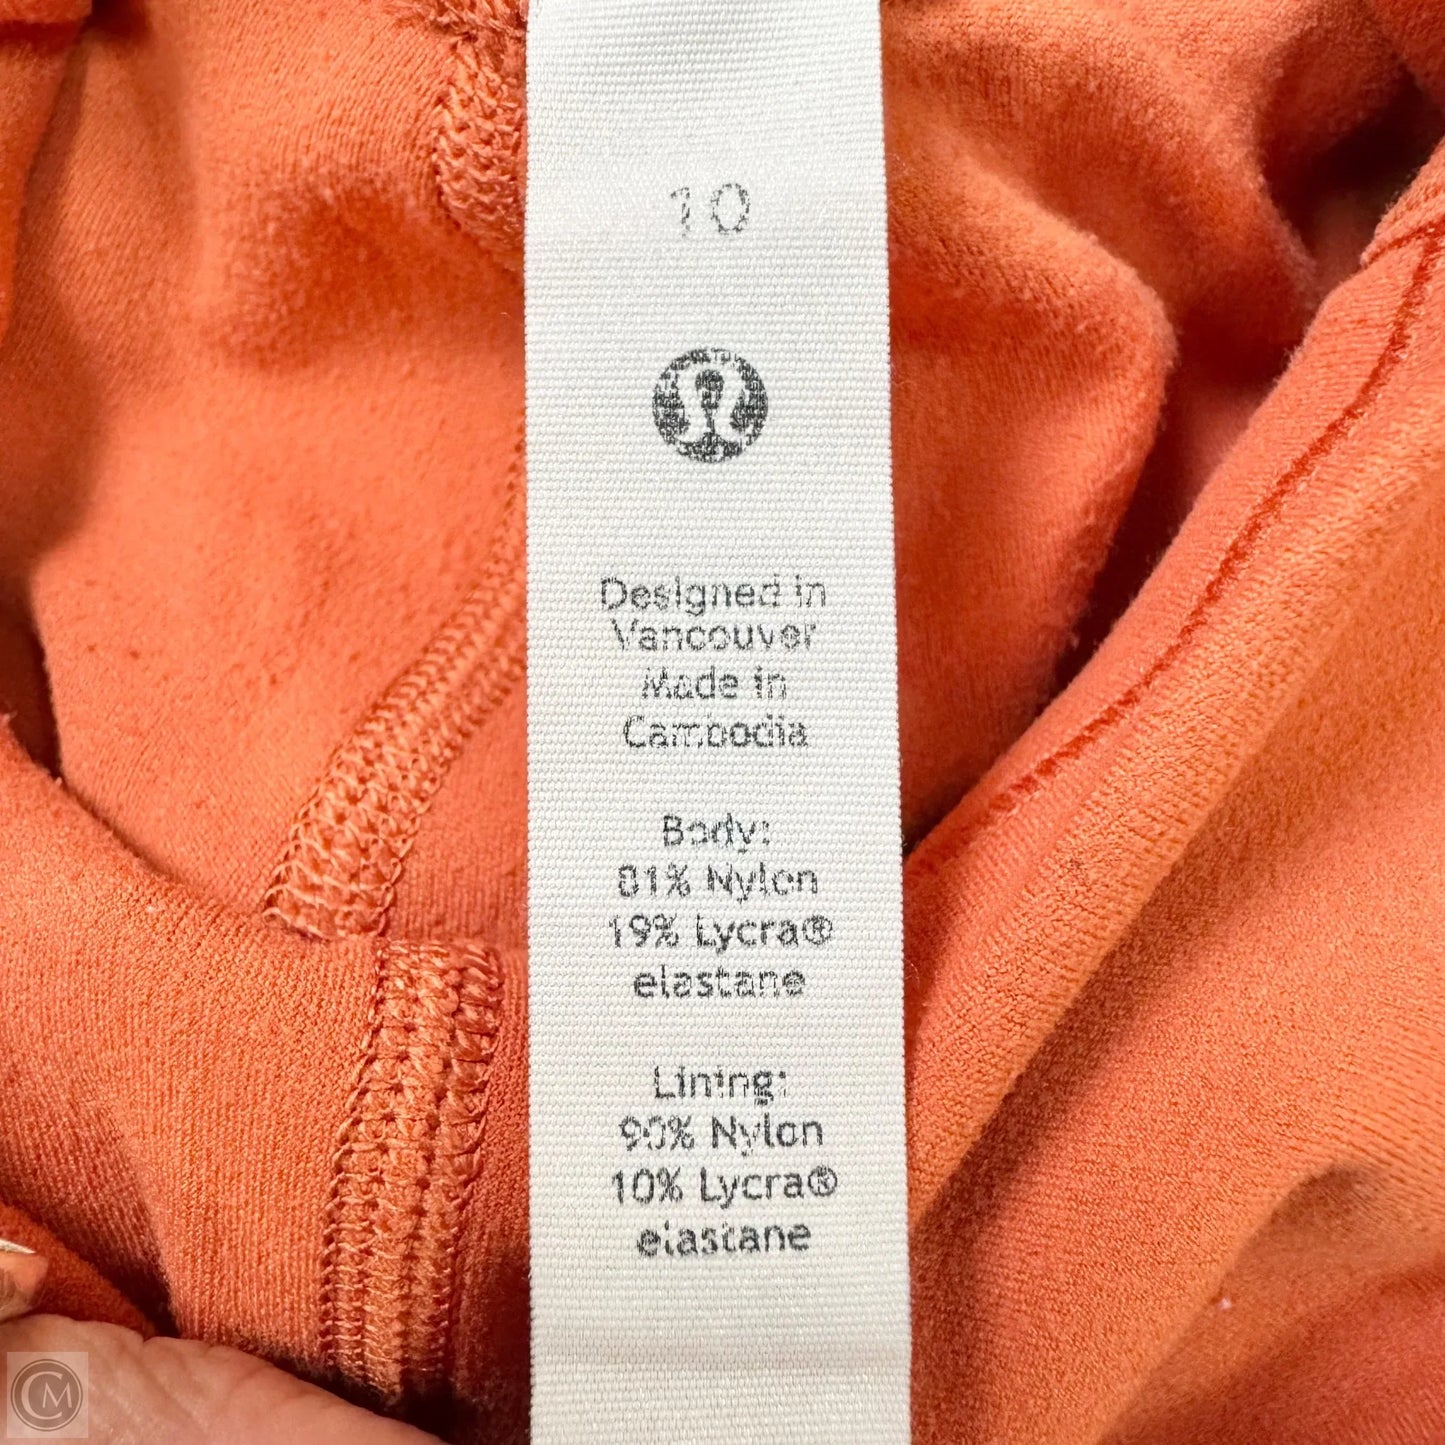 10
Designed in
Vancouver
Made in
Cambodia
Body:
81% Nylon
19% Lycra®
elastane
Lining:
90% Nylon
10% Lycra®
elastane
CM